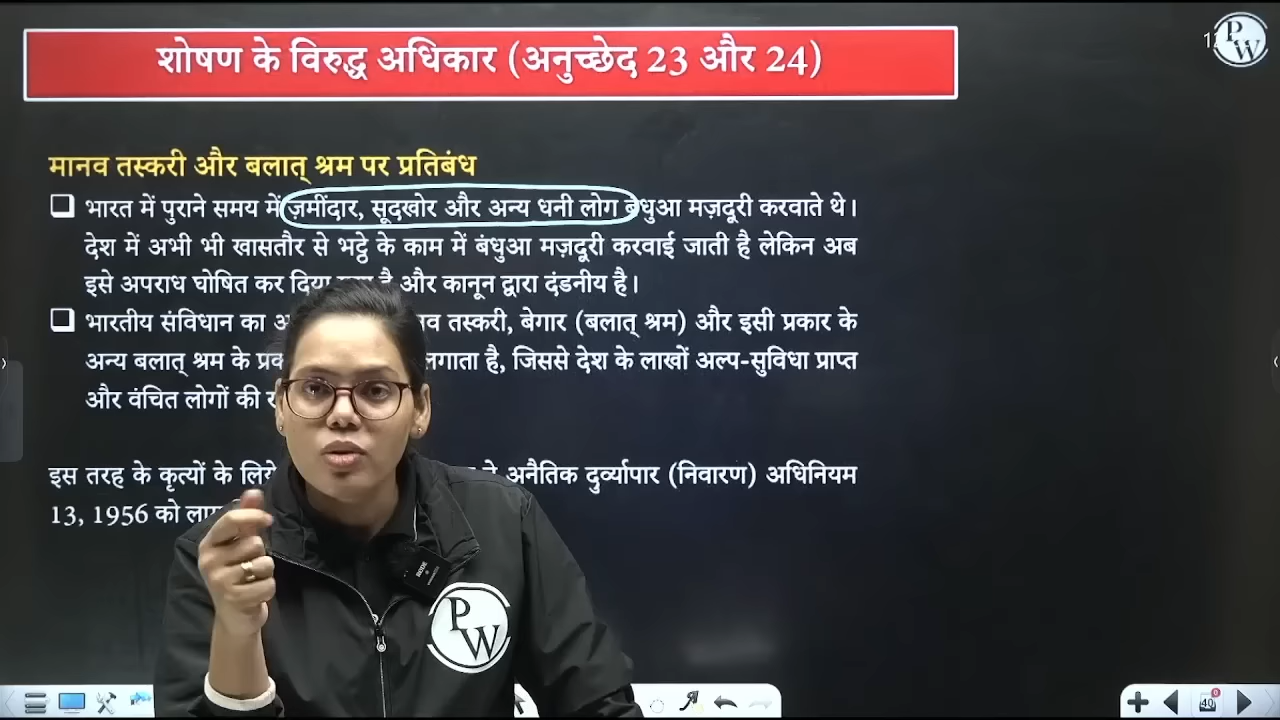 शोषण के विरुद्ध अधिकार (अनुच्छेद 23 और 24)
PW
मानव तस्करी और बलात् श्रम पर प्रतिबंध
भारत में पुराने समय में ज़मींदार, सूदखोर और अन्य धनी लोग बधुआ मज़दूरी करवाते थे।
देश में अभी भी खासतौर से भट्ठे के काम में बंधुआ मज़दूरी करवाई जाती है लेकिन अब
इसे अपराध घोषित कर दिया है और कानून द्वारा दंडनीय है।
भारतीय संविधान का तस्करी, बेगार (बलात् श्रम) और इसी प्रकार के
अन्य बलात् श्रम के लगाता है, जिससे देश के लाखों अल्प-सुविधा प्राप्त
और वंचित लोगों की
इस तरह के कृत्यों के लिये अनैतिक दुर्व्यापार (निवारण) अधिनियम
13, 1956 को
RODE
PW
40